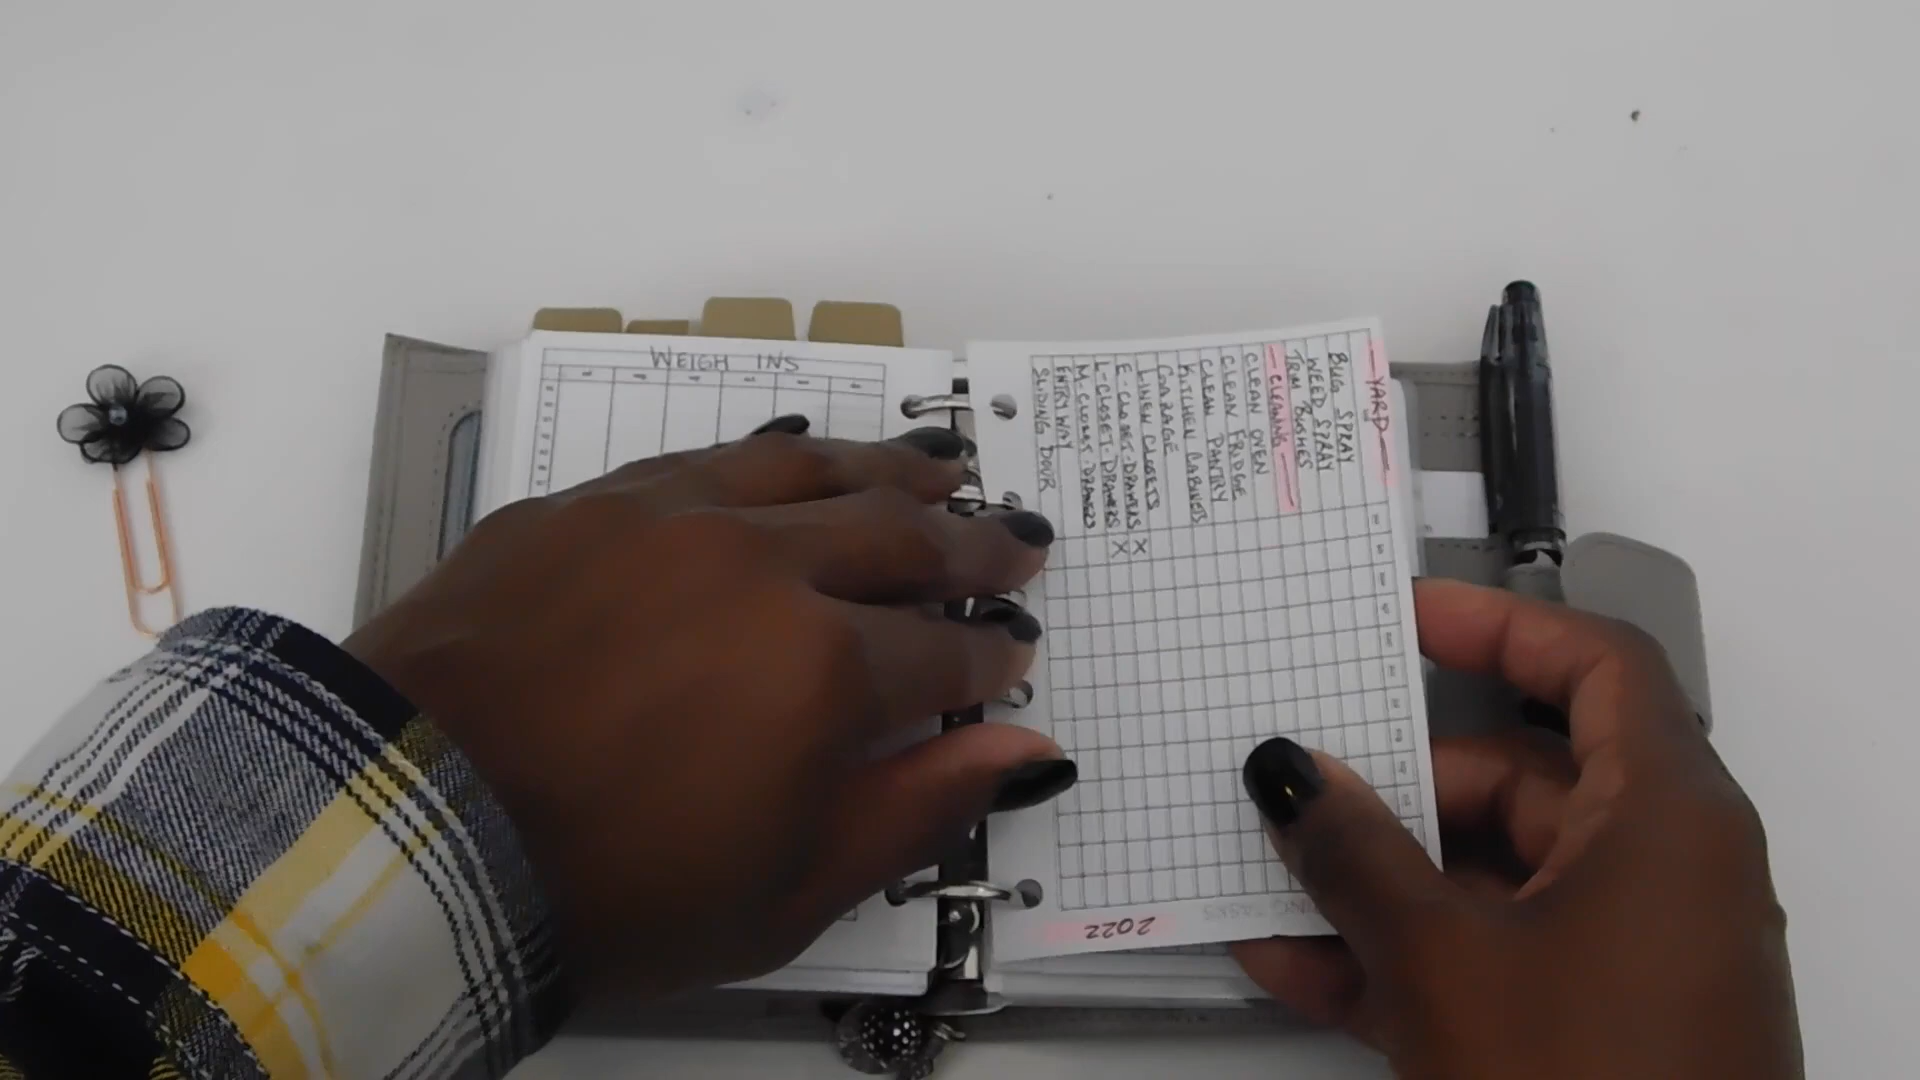 WEIGH INS
— YARD —
BUG SPRAY
WEED SPRAY
TRIM BUSHES
— CLEANING —
CLEAN OVEN
CLEAN FRIDGE
CLEAN PANTRY
KITCHEN CABINETS
GARAGE
LINEN CLOSETS X
E-CLOSET-DRAWERS X
L-CLOSET-DRAWERS
M-CLOSET-DRAWERS
ENTRYWAY
SLIDING DOOR
2022